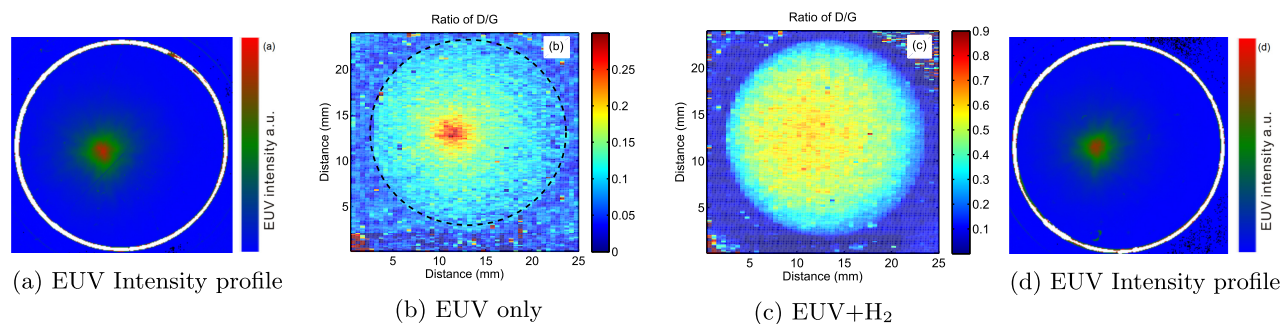 (a)
EUV intensity a.u.
(a) EUV Intensity profile
Ratio of D/G
(b)
Distance (mm)
20
15
10
5
5 10 15 20 25
Distance (mm)
0.25
0.20
0.15
0.10
0.05
0
(b) EUV only
Ratio of D/G
(c)
Distance (mm)
20
15
10
5
5 10 15 20 25
Distance (mm)
0.9
0.8
0.7
0.6
0.5
0.4
0.3
0.2
0.1
(c) EUV+H₂
(d)
EUV intensity a.u.
(d) EUV Intensity profile